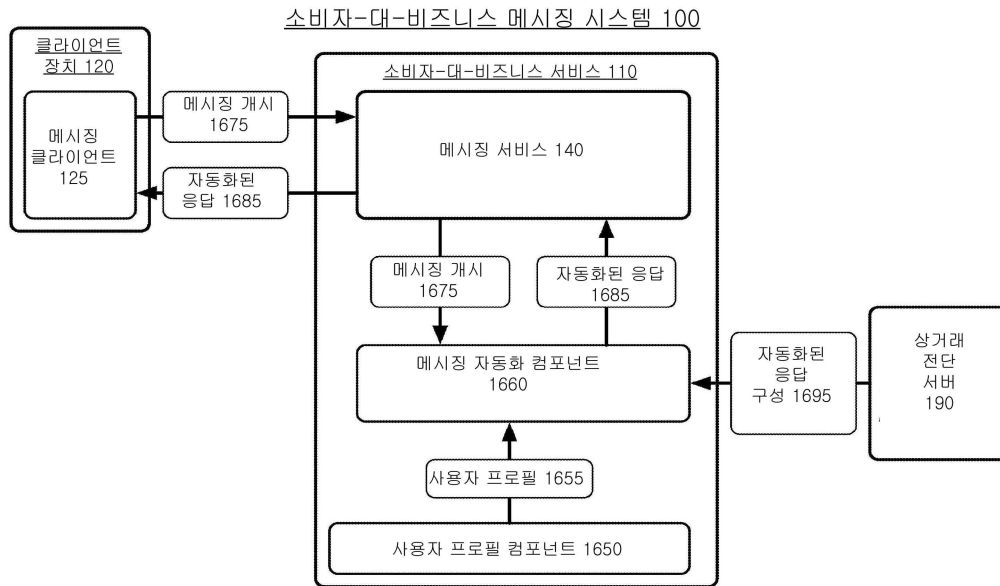 소비자-대-비즈니스 메시징 시스템 100
클라이언트
장치 120
메시징
클라이언트
125
메시징 개시
1675
자동화된
응답 1685
소비자-대-비즈니스 서비스 110
메시징 서비스 140
메시징 개시
1675
자동화된 응답
1685
메시징 자동화 컴포넌트
1660
사용자 프로필 1655
사용자 프로필 컴포넌트 1650
자동화된
응답
구성 1695
상거래
전단
서버
190